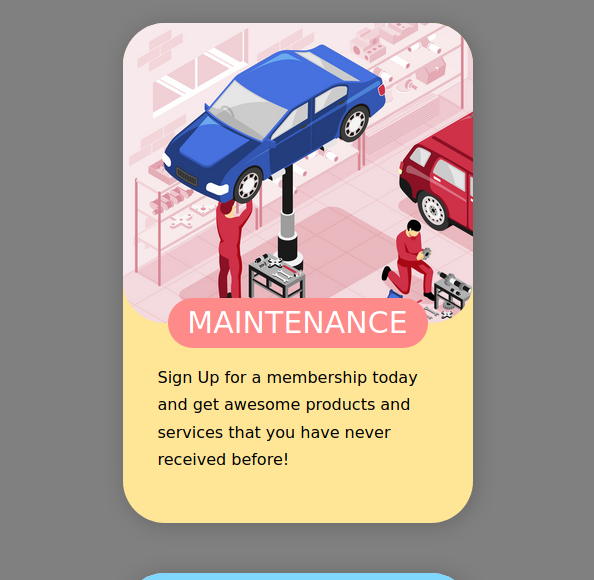 MAINTENANCE
Sign Up for a membership today
and get awesome products and
services that you have never
received before!